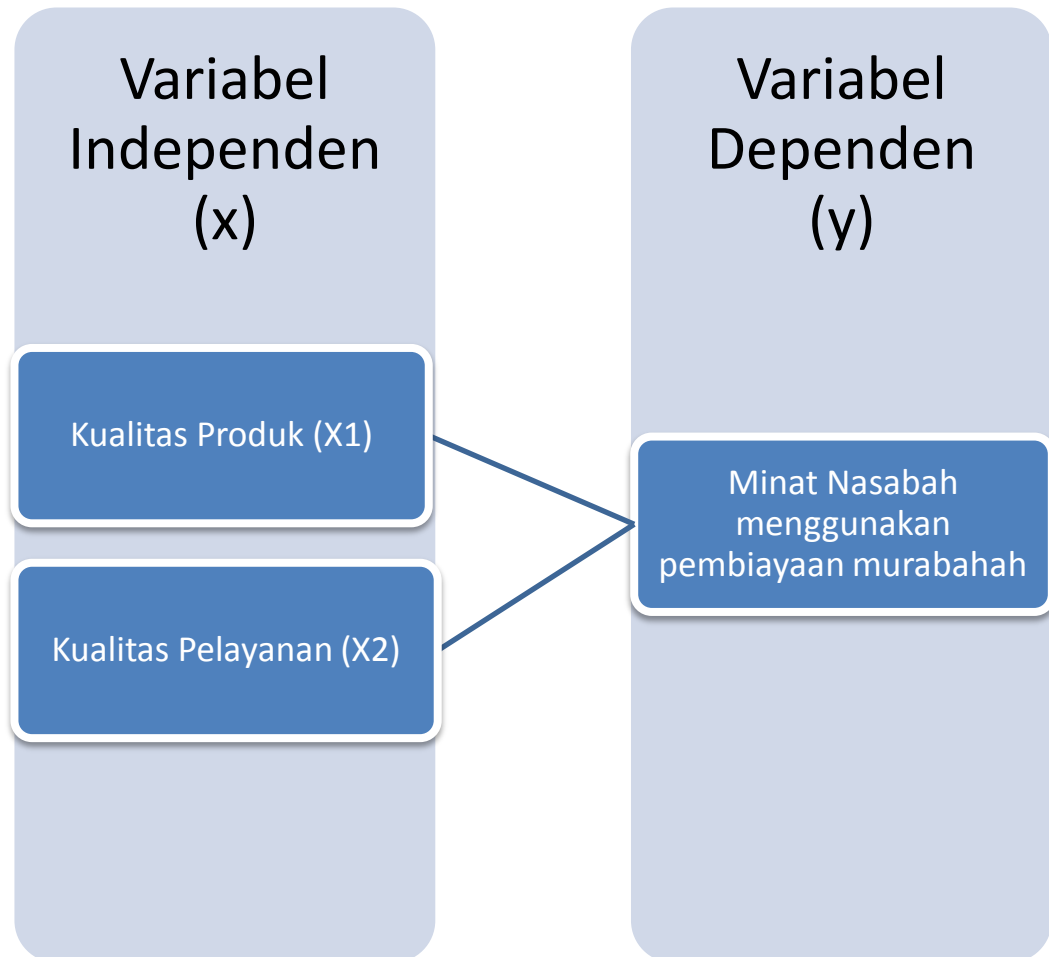 Variabel
Independen
(x)
Kualitas Produk (X1)
Kualitas Pelayanan (X2)
Variabel
Dependen
(y)
Minat Nasabah
menggunakan
pembiayaan murabahah